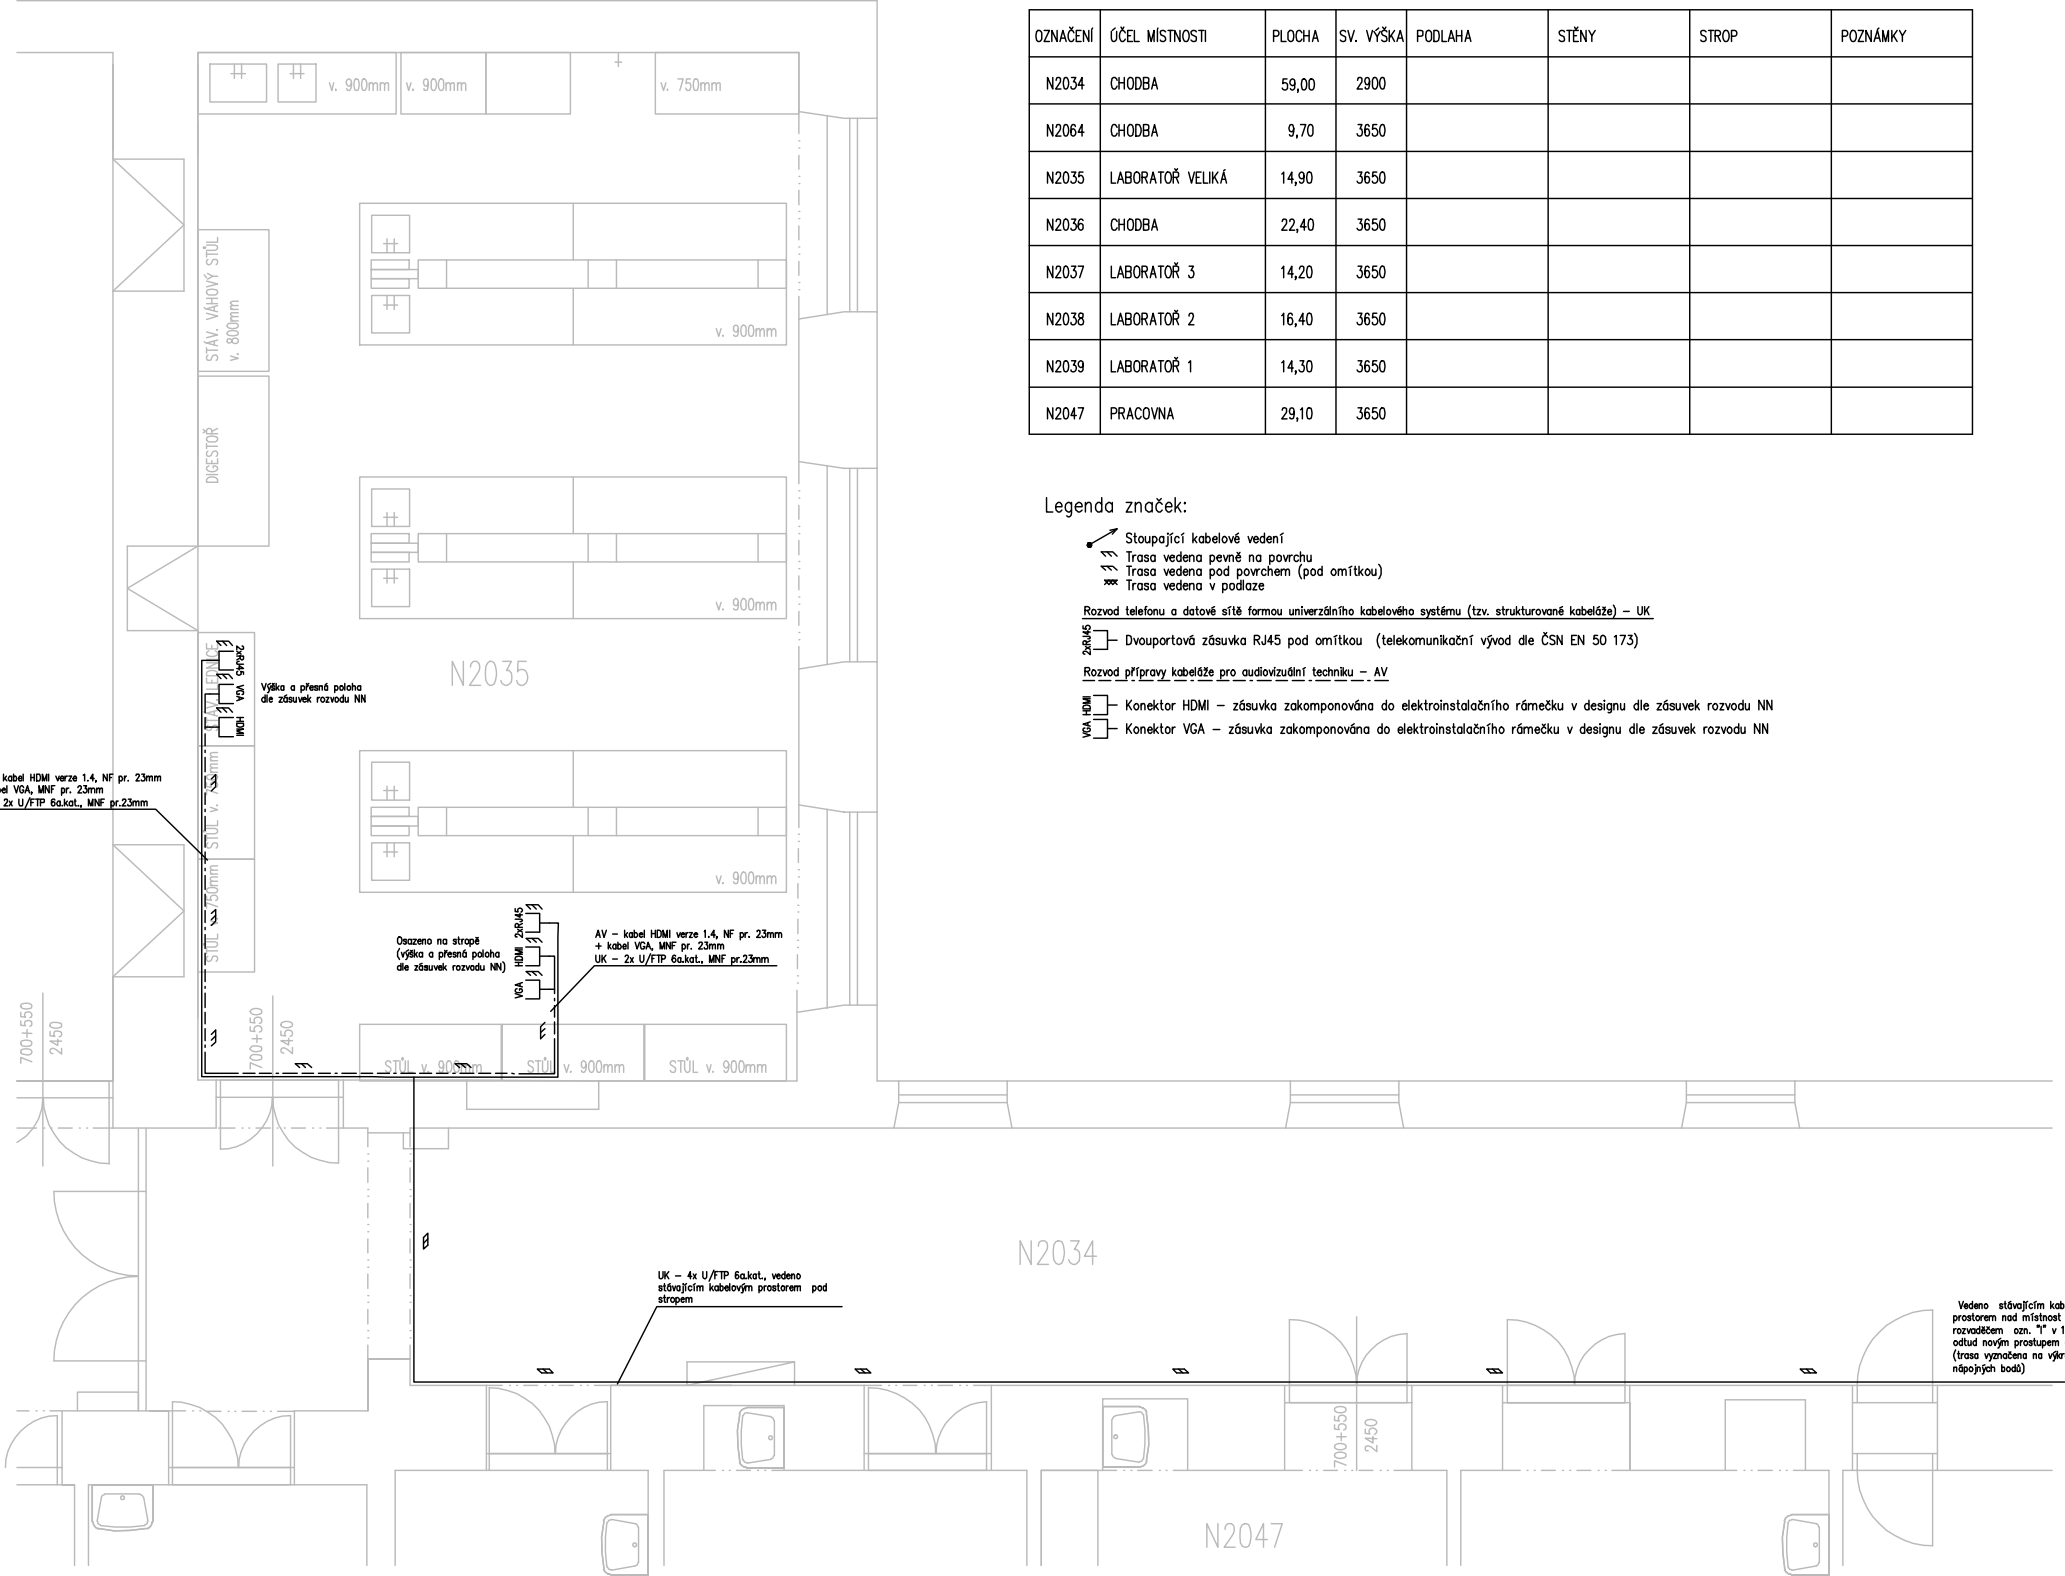 OZNAČENÍ ÚČEL MÍSTNOSTI PLOCHA SV. VÝŠKA PODLAHA STĚNY STROP POZNÁMKY
N2034 CHODBA 59,00 2900
N2064 CHODBA 9,70 3650
N2035 LABORATOŘ VELIKÁ 14,90 3650
N2036 CHODBA 22,40 3650
N2037 LABORATOŘ 3 14,20 3650
N2038 LABORATOŘ 2 16,40 3650
N2039 LABORATOŘ 1 14,30 3650
N2047 PRACOVNA 29,10 3650
Legenda značek:
Stoupající kabelové vedení
Trasa vedena pevně na povrchu
Trasa vedena pod povrchem (pod omítkou)
Trasa vedena v podlaze
Rozvod telefonu a datové sítě formou univerzálního kabelového systému (tzv. strukturované kabeláže) – UK
2xRJ45
Dvouportová zásuvka RJ45 pod omítkou (telekomunikační vývod dle ČSN EN 50 173)
Rozvod přípravy kabeláže pro audiovizuální techniku – AV
HDMI
Konektor HDMI – zásuvka zakomponována do elektroinstalačního rámečku v designu dle zásuvek rozvodu NN
VGA
Konektor VGA – zásuvka zakomponována do elektroinstalačního rámečku v designu dle zásuvek rozvodu NN
v. 900mm
v. 900mm
v. 750mm
STÁV. VÁHOVÝ STŮL
v. 800mm
v. 900mm
DIGESTOŘ
v. 900mm
STÁV. LEDNICE
2xRJ45
VGA
HDMI
Výška a přesná poloha
dle zásuvek rozvodu NN
N2035
kabel HDMI verze 1.4, NF pr. 23mm
VGA, MNF pr. 23mm
2x U/FTP 6a.kat., MNF pr.23mm
STŮL v. 750mm
STŮL v. 750mm
v. 900mm
Osazeno na stropě
(výška a přesná poloha
dle zásuvek rozvodu NN)
2xRJ45
HDMI
VGA
AV – kabel HDMI verze 1.4, NF pr. 23mm
+ kabel VGA, MNF pr. 23mm
UK – 2x U/FTP 6a.kat., MNF pr.23mm
700+550
2450
700+550
2450
STŮL v. 900mm
STŮL v. 900mm
STŮL v. 900mm
N2034
UK – 4x U/FTP 6a.kat., vedeno
stávajícím kabelovým prostorem pod
stropem
Vedeno stávajícím
prostorem nad místnost
rozvaděčem ozn. "I" v
odtud novým prostupem
(trasa vyznačena na
nápojných bodů)
700+550
2450
N2047